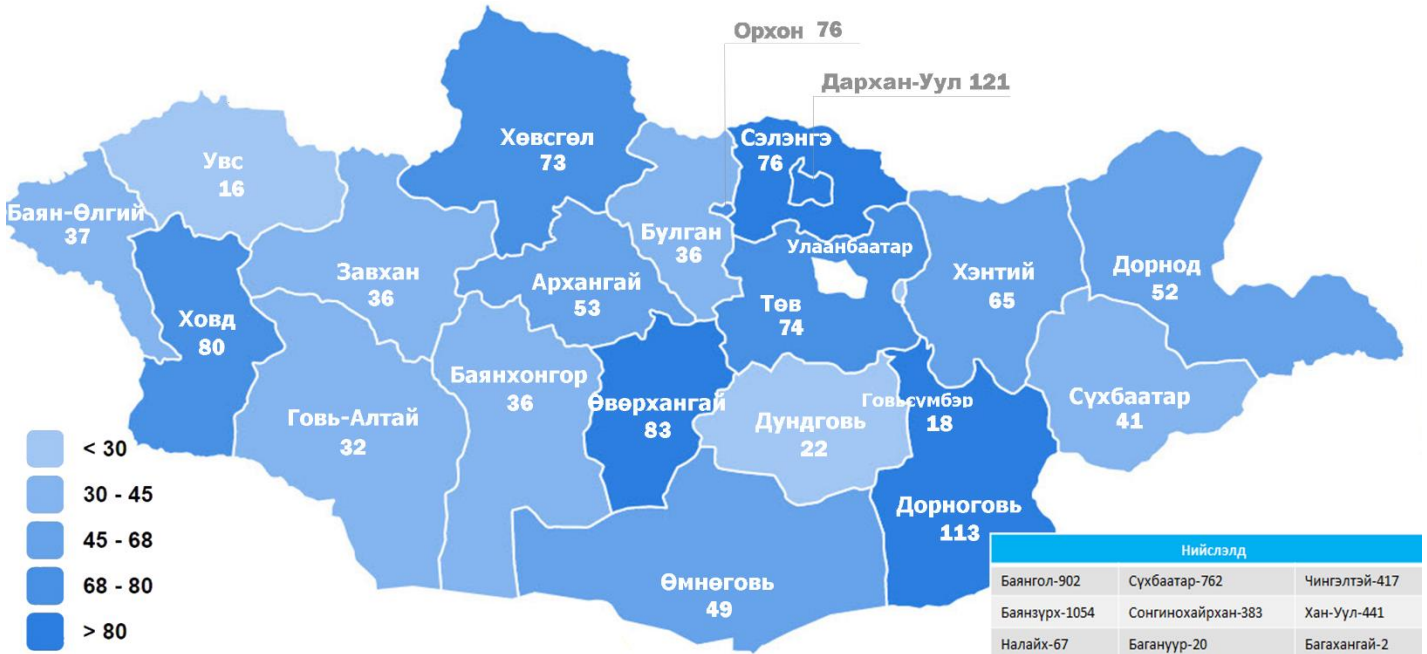 Орхон 76
Дархан-Уул 121
Хөвсгөл
73
Сэлэнгэ
76
Увс
16
Баян-Өлгий
37
Булган
36
Улаанбаатар
Завхан
36
Архангай
53
Хэнтий
65
Дорнод
52
Ховд
80
Төв
74
Баянхонгор
36
Өвөрхангай
83
Говь-Алтай
32
Дундговь
22
Говьсүмбэр
18
Сүхбаатар
41
Дорноговь
113
Өмнөговь
49
< 30
30 - 45
45 - 68
68 - 80
> 80
Нийслэлд
Баянгол-902 Сүхбаатар-762 Чингэлтэй-417
Баянзүрх-1054 Сонгинохайрхан-383 Хан-Уул-441
Налайх-67 Багануур-20 Багахангай-2